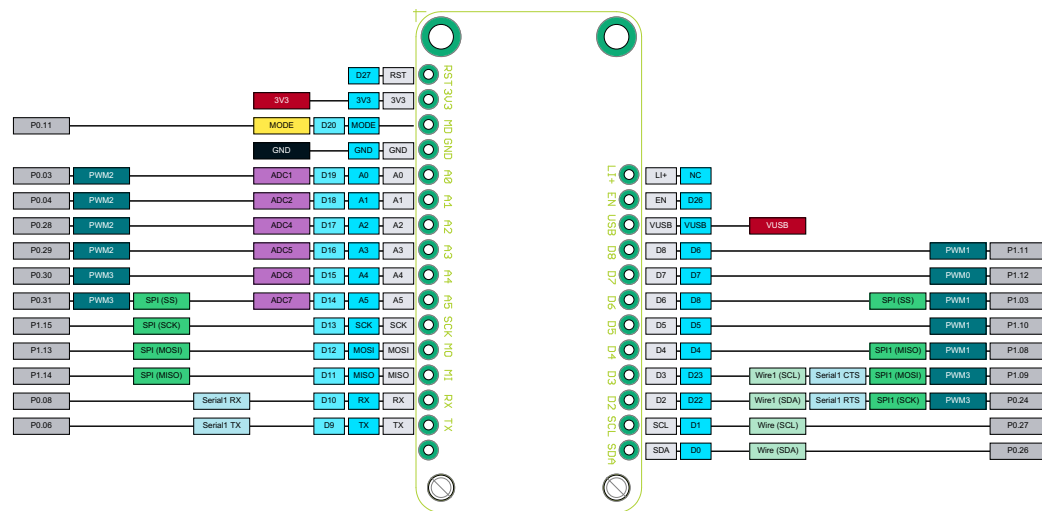 D27 RST RST
3V3 3V3 3V3 3V3
P0.11 MODE D20 MODE MD
GND GND GND GND
P0.03 PWM2 ADC1 D19 A0 A0 A0 LI+ LI+ NC
P0.04 PWM2 ADC2 D18 A1 A1 A1 EN EN D26
P0.28 PWM2 ADC4 D17 A2 A2 A2 USB VUSB VUSB VUSB
P0.29 PWM2 ADC5 D16 A3 A3 A3 D8 D8 D6 PWM1 P1.11
P0.30 PWM3 ADC6 D15 A4 A4 A4 D7 D7 D7 PWM0 P1.12
P0.31 PWM3 SPI (SS) ADC7 D14 A5 A5 A5 D6 D6 D8 SPI (SS) PWM1 P1.03
P1.15 SPI (SCK) D13 SCK SCK SCK D5 D5 D5 PWM1 P1.10
P1.13 SPI (MOSI) D12 MOSI MOSI MO D4 D4 D4 SPI1 (MISO) PWM1 P1.08
P1.14 SPI (MISO) D11 MISO MISO MI D3 D3 D23 Wire1 (SCL) Serial1 CTS SPI1 (MOSI) PWM3 P1.09
P0.08 Serial1 RX D10 RX RX RX D2 D2 D22 Wire1 (SDA) Serial1 RTS SPI1 (SCK) PWM3 P0.24
P0.06 Serial1 TX D9 TX TX TX SCL SCL D1 Wire (SCL) P0.27
SDA SDA D0 Wire (SDA) P0.26